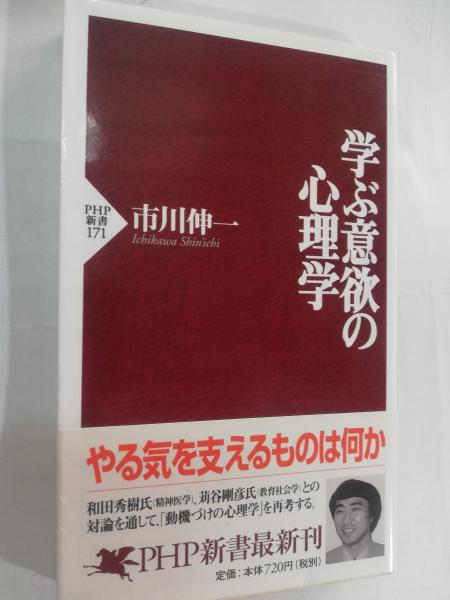 学ぶ意欲の
心理学
PHP
新書
171
市川伸一
Ichikawa Shin'ichi
やる気を支えるものは何か
和田秀樹氏(精神医学)、苅谷剛彦氏(教育社会学)との
対論を通して、「動機づけの心理学」を再考する。
PHP新書最新刊
定価:本体720円(税別)